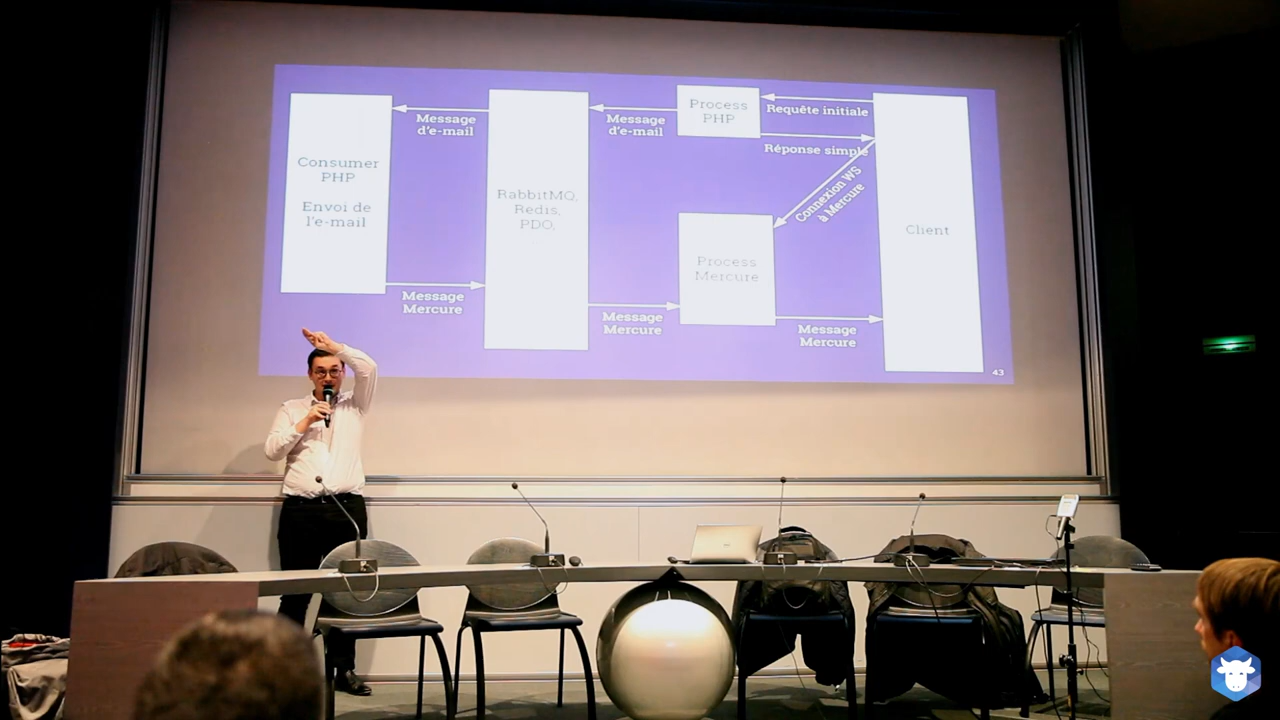 Consumer
PHP
Envoi de
l'e-mail
Message
d'e-mail
RabbitMQ,
Redis,
PDO,
Message
d'e-mail
Process
PHP
Requête initiale
Réponse simple
Connexion WS
à Mercure
Client
Process
Mercure
Message
Mercure
Message
Mercure
Message
Mercure
43